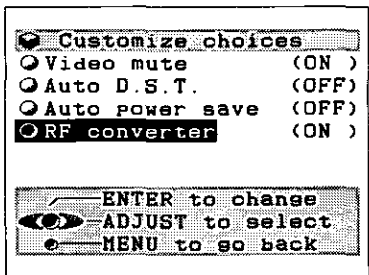 Customize choices
Video mute (ON )
Auto D.S.T. (OFF)
Auto power save (OFF)
RF converter (ON )
ENTER to change
ADJUST to select
MENU to go back